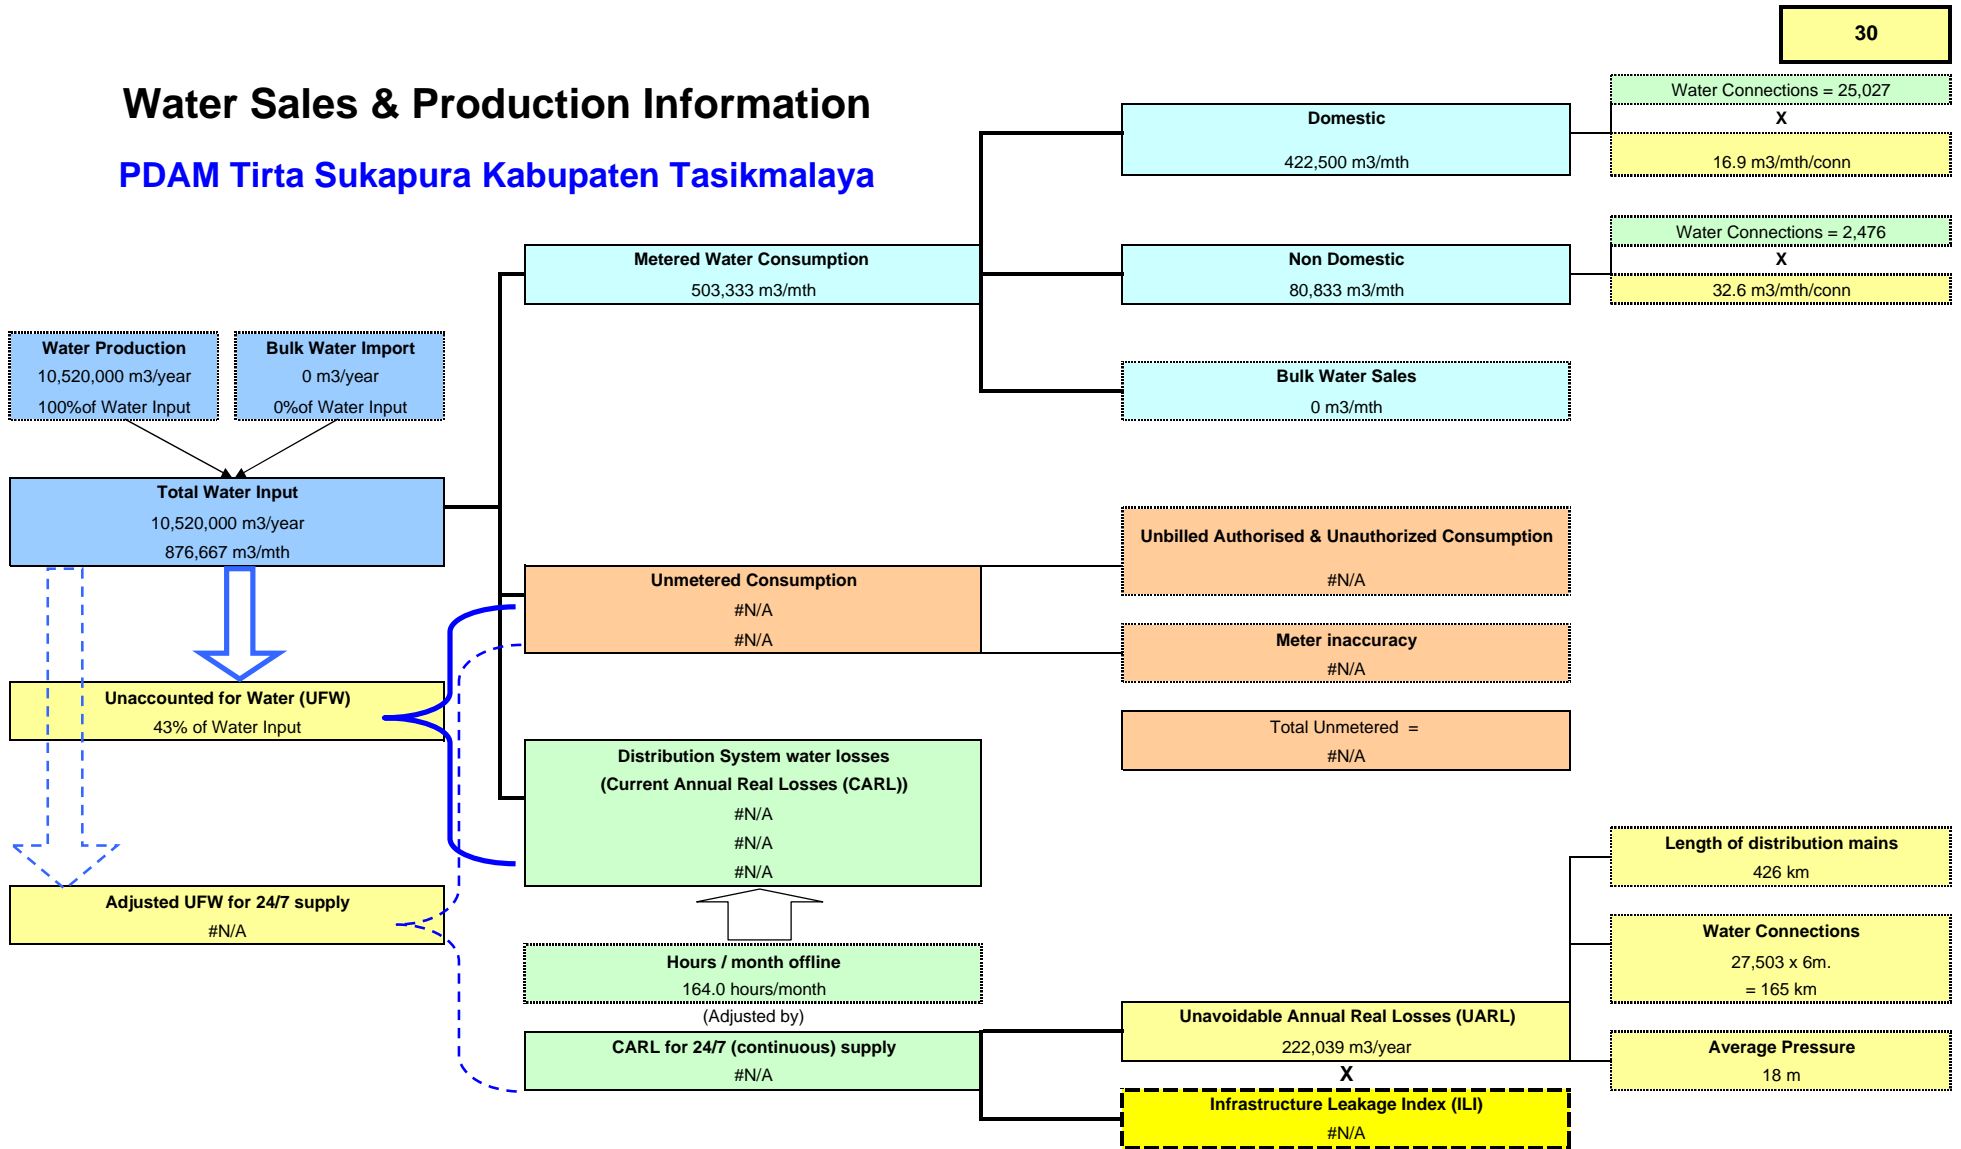 30
Water Sales & Production Information
PDAM Tirta Sukapura Kabupaten Tasikmalaya
Domestic
422,500 m3/mth
Water Connections = 25,027
X
16.9 m3/mth/conn
Metered Water Consumption
503,333 m3/mth
Non Domestic
80,833 m3/mth
Water Connections = 2,476
X
32.6 m3/mth/conn
Water Production
10,520,000 m3/year
100%of Water Input
Bulk Water Import
0 m3/year
0%of Water Input
Bulk Water Sales
0 m3/mth
Total Water Input
10,520,000 m3/year
876,667 m3/mth
Unbilled Authorised & Unauthorized Consumption
#N/A
Unmetered Consumption
#N/A
#N/A
Meter inaccuracy
#N/A
Unaccounted for Water (UFW)
43% of Water Input
Total Unmetered =
#N/A
Distribution System water losses
(Current Annual Real Losses (CARL))
#N/A
#N/A
#N/A
Length of distribution mains
426 km
Adjusted UFW for 24/7 supply
#N/A
Water Connections
27,503 x 6m.
= 165 km
Hours / month offline
164.0 hours/month
(Adjusted by)
CARL for 24/7 (continuous) supply
#N/A
Unavoidable Annual Real Losses (UARL)
222,039 m3/year
X
Average Pressure
18 m
Infrastructure Leakage Index (ILI)
#N/A